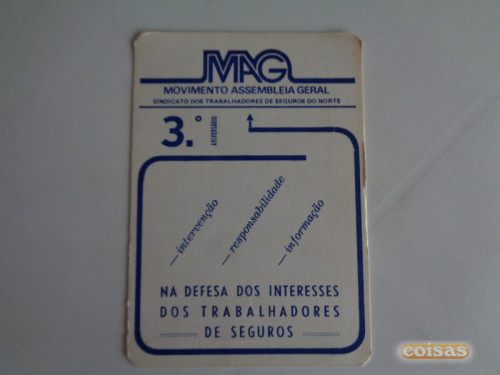 MAG
MOVIMENTO ASSEMBLEIA GERAL
SINDICATO DOS TRABALHADORES DE SEGUROS DO NORTE
3.º ANIVERSÁRIO
— intervenção
— responsabilidade
— informação
NA DEFESA DOS INTERESSES
DOS TRABALHADORES
DE SEGUROS
coisas